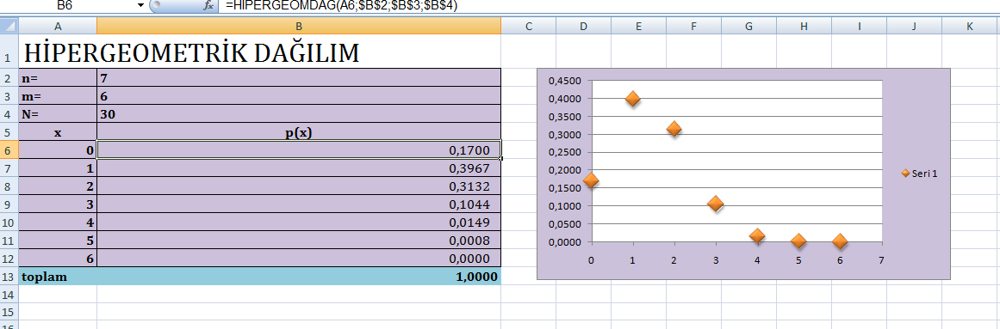 B6 fx =HİPERGEOMDAĞ(A6;$B$2;$B$3;$B$4)
A B C D E F G H I J K
1 HİPERGEOMETRİK DAĞILIM
2 n= 7
3 m= 6
4 N= 30
5 x p(x)
6 0 0,1700
7 1 0,3967
8 2 0,3132
9 3 0,1044
10 4 0,0149
11 5 0,0008
12 6 0,0000
13 toplam 1,0000
14
15
16
0,4500
0,4000
0,3500
0,3000
0,2500
0,2000
0,1500
0,1000
0,0500
0,0000
0 1 2 3 4 5 6 7
Seri 1